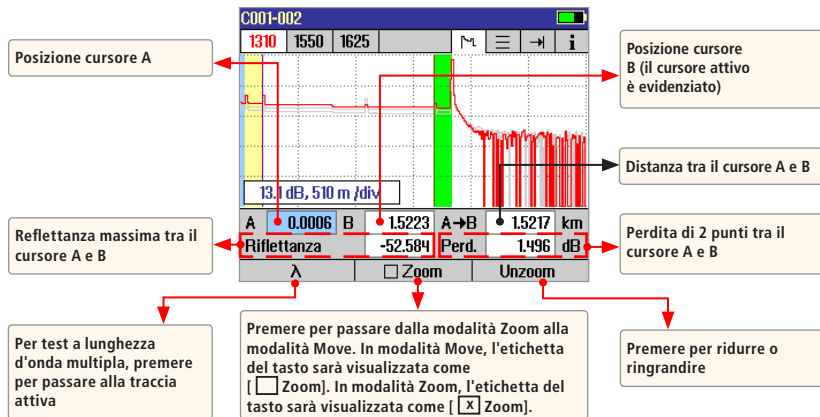 C001-002
1310 1550 1625 i
Posizione cursore A
Posizione cursore
B (il cursore attivo
è evidenziato)
Distanza tra il cursore A e B
13.1 dB, 510 m /div
A 0.0006 B 1.5223 A→B 1.5217 km
Riflettanza -52.584 Perd. 1.496 dB
λ Zoom Unzoom
Reflettanza massima tra il
cursore A e B
Perdita di 2 punti tra il
cursore A e B
Per test a lunghezza
d'onda multipla, premere
per passare alla traccia
attiva
Premere per passare dalla modalità Zoom alla
modalità Move. In modalità Move, l'etichetta
del tasto sarà visualizzata come
[ ☐ Zoom]. In modalità Zoom, l'etichetta del
tasto sarà visualizzata come [ x Zoom].
Premere per ridurre o
ringrandire